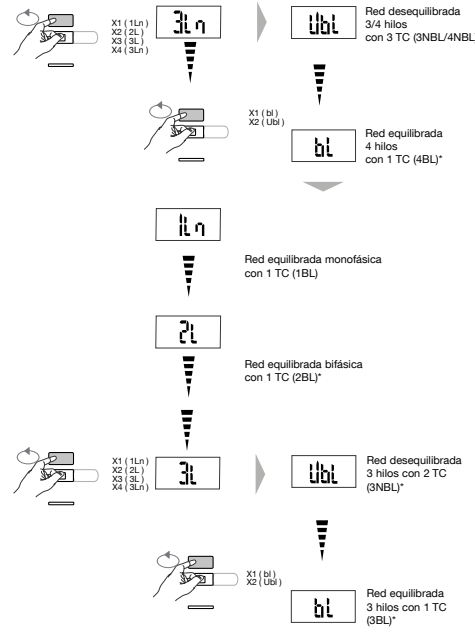 X1 ( 1Ln )
X2 ( 2L )
X3 ( 3L )
X4 ( 3Ln )
3Ln
Ubl
Red desequilibrada
3/4 hilos
con 3 TC (3NBL/4NBL)
X1 ( bl )
X2 ( Ubl )
bl
Red equilibrada
4 hilos
con 1 TC (4BL)*
1Ln
Red equilibrada monofásica
con 1 TC (1BL)
2L
Red equilibrada bifásica
con 1 TC (2BL)*
X1 ( 1Ln )
X2 ( 2L )
X3 ( 3L )
X4 ( 3Ln )
3L
Ubl
Red desequilibrada
3 hilos con 2 TC
(3NBL)*
X1 ( bl )
X2 ( Ubl )
bl
Red equilibrada
3 hilos con 1 TC
(3BL)*